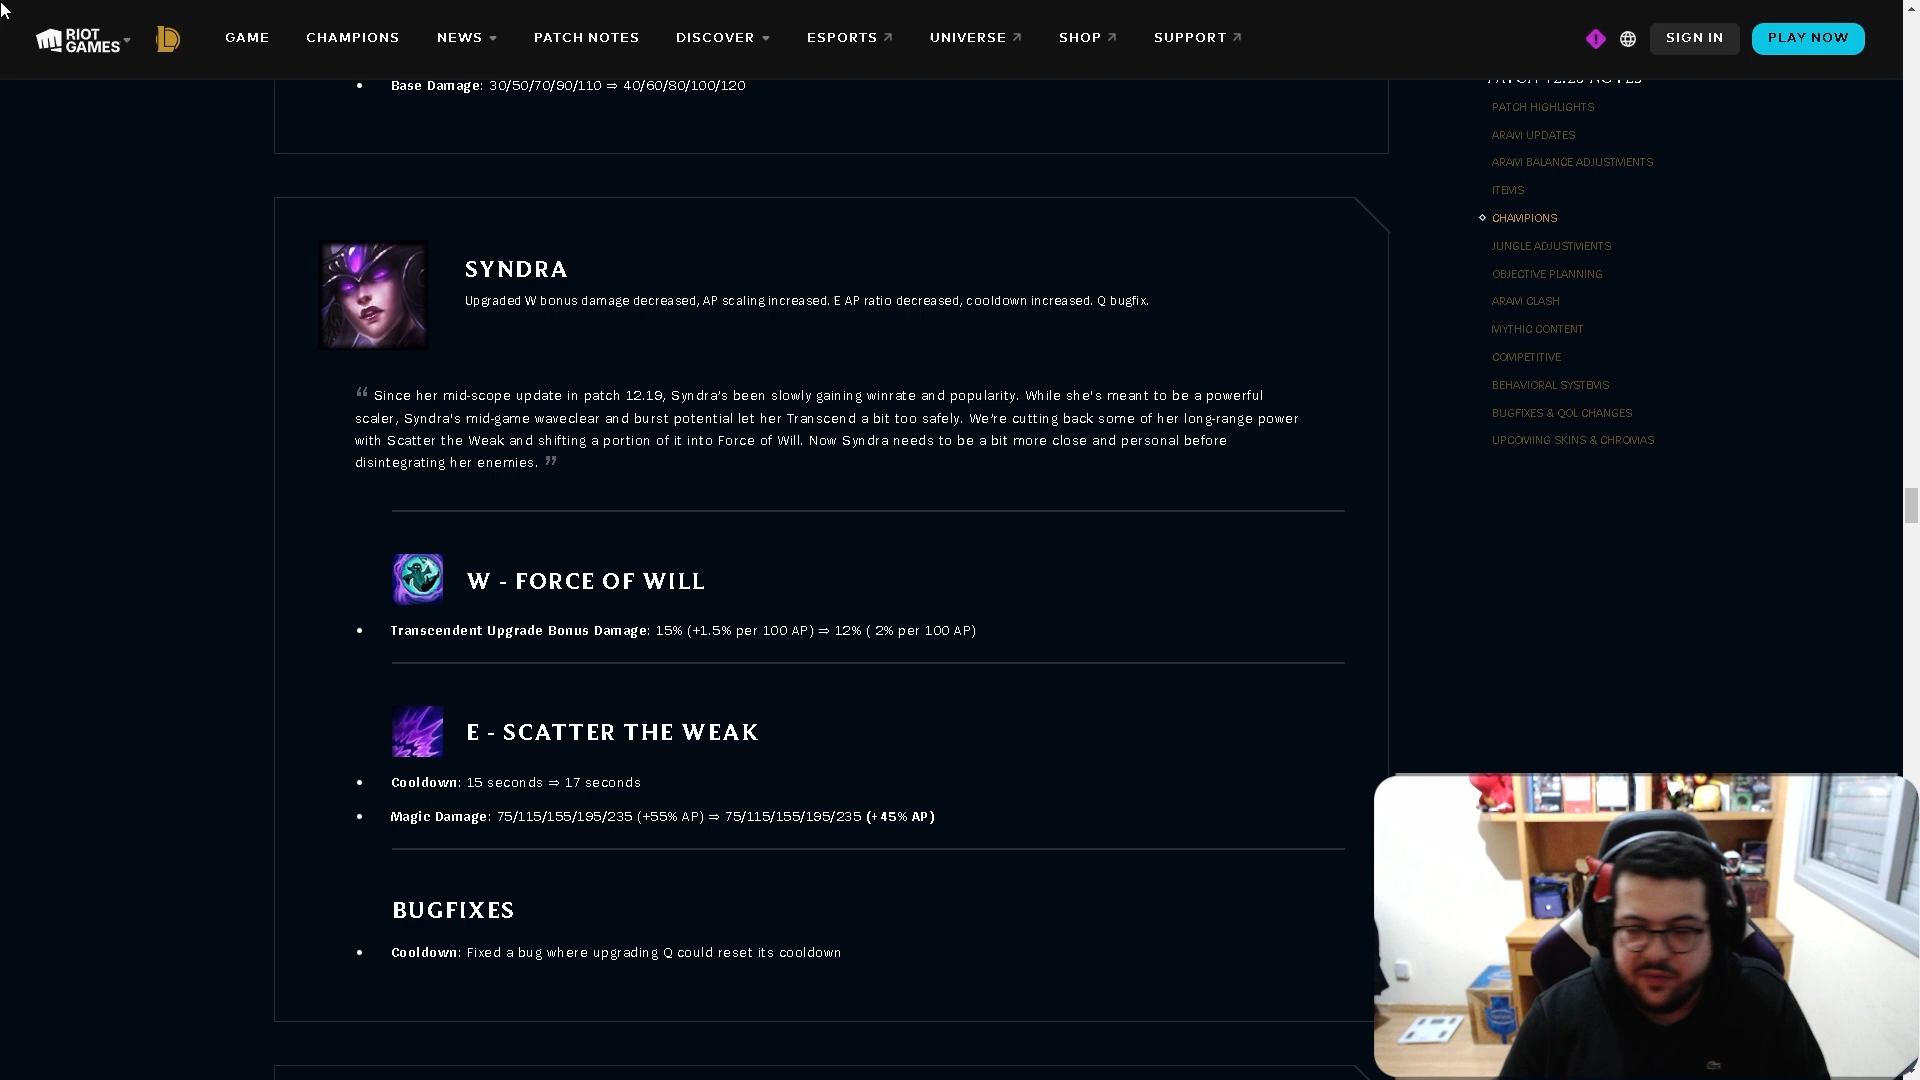 RIOT GAMES
GAME
CHAMPIONS
NEWS
PATCH NOTES
DISCOVER
ESPORTS
UNIVERSE
SHOP
SUPPORT
SIGN IN
PLAY NOW
Base Damage: 30/50/70/90/110 ⇒ 40/60/80/100/120
SYNDRA
Upgraded W bonus damage decreased, AP scaling increased. E AP ratio decreased, cooldown increased. Q bugfix.
“ Since her mid-scope update in patch 12.19, Syndra's been slowly gaining winrate and popularity. While she's meant to be a powerful
scaler, Syndra's mid-game waveclear and burst potential let her Transcend a bit too safely. We're cutting back some of her long-range power
with Scatter the Weak and shifting a portion of it into Force of Will. Now Syndra needs to be a bit more close and personal before
disintegrating her enemies. ”
W - FORCE OF WILL
Transcendent Upgrade Bonus Damage: 15% (+1.5% per 100 AP) ⇒ 12% ( 2% per 100 AP)
E - SCATTER THE WEAK
Cooldown: 15 seconds ⇒ 17 seconds
Magic Damage: 75/115/155/195/235 (+55% AP) ⇒ 75/115/155/195/235 (+45% AP)
BUGFIXES
Cooldown: Fixed a bug where upgrading Q could reset its cooldown
PATCH HIGHLIGHTS
ARAM UPDATES
ARAM BALANCE ADJUSTMENTS
ITEMS
CHAMPIONS
JUNGLE ADJUSTMENTS
OBJECTIVE PLANNING
ARAM CLASH
MYTHIC CONTENT
COMPETITIVE
BEHAVIORAL SYSTEMS
BUGFIXES & QOL CHANGES
UPCOMING SKINS & CHROMAS